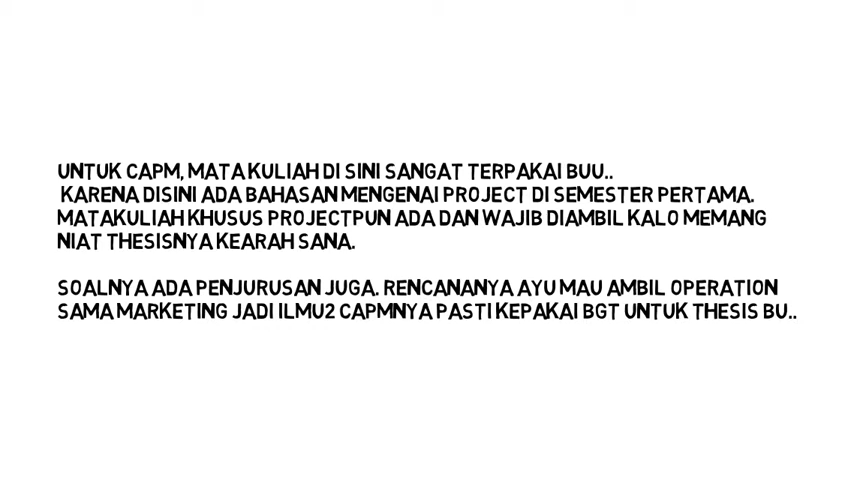 UNTUK CAPM, MATA KULIAH DI SINI SANGAT TERPAKAI BUU..
KARENA DISINI ADA BAHASAN MENGENAI PROJECT DI SEMESTER PERTAMA.
MATAKULIAH KHUSUS PROJECTPUN ADA DAN WAJIB DIAMBIL KALO MEMANG
NIAT THESISNYA KEARAH SANA.
SOALNYA ADA PENJURUSAN JUGA. RENCANANYA AYU MAU AMBIL OPERATION
SAMA MARKETING JADI ILMU2 CAPMNYA PASTI KEPAKAI BGT UNTUK THESIS BU..